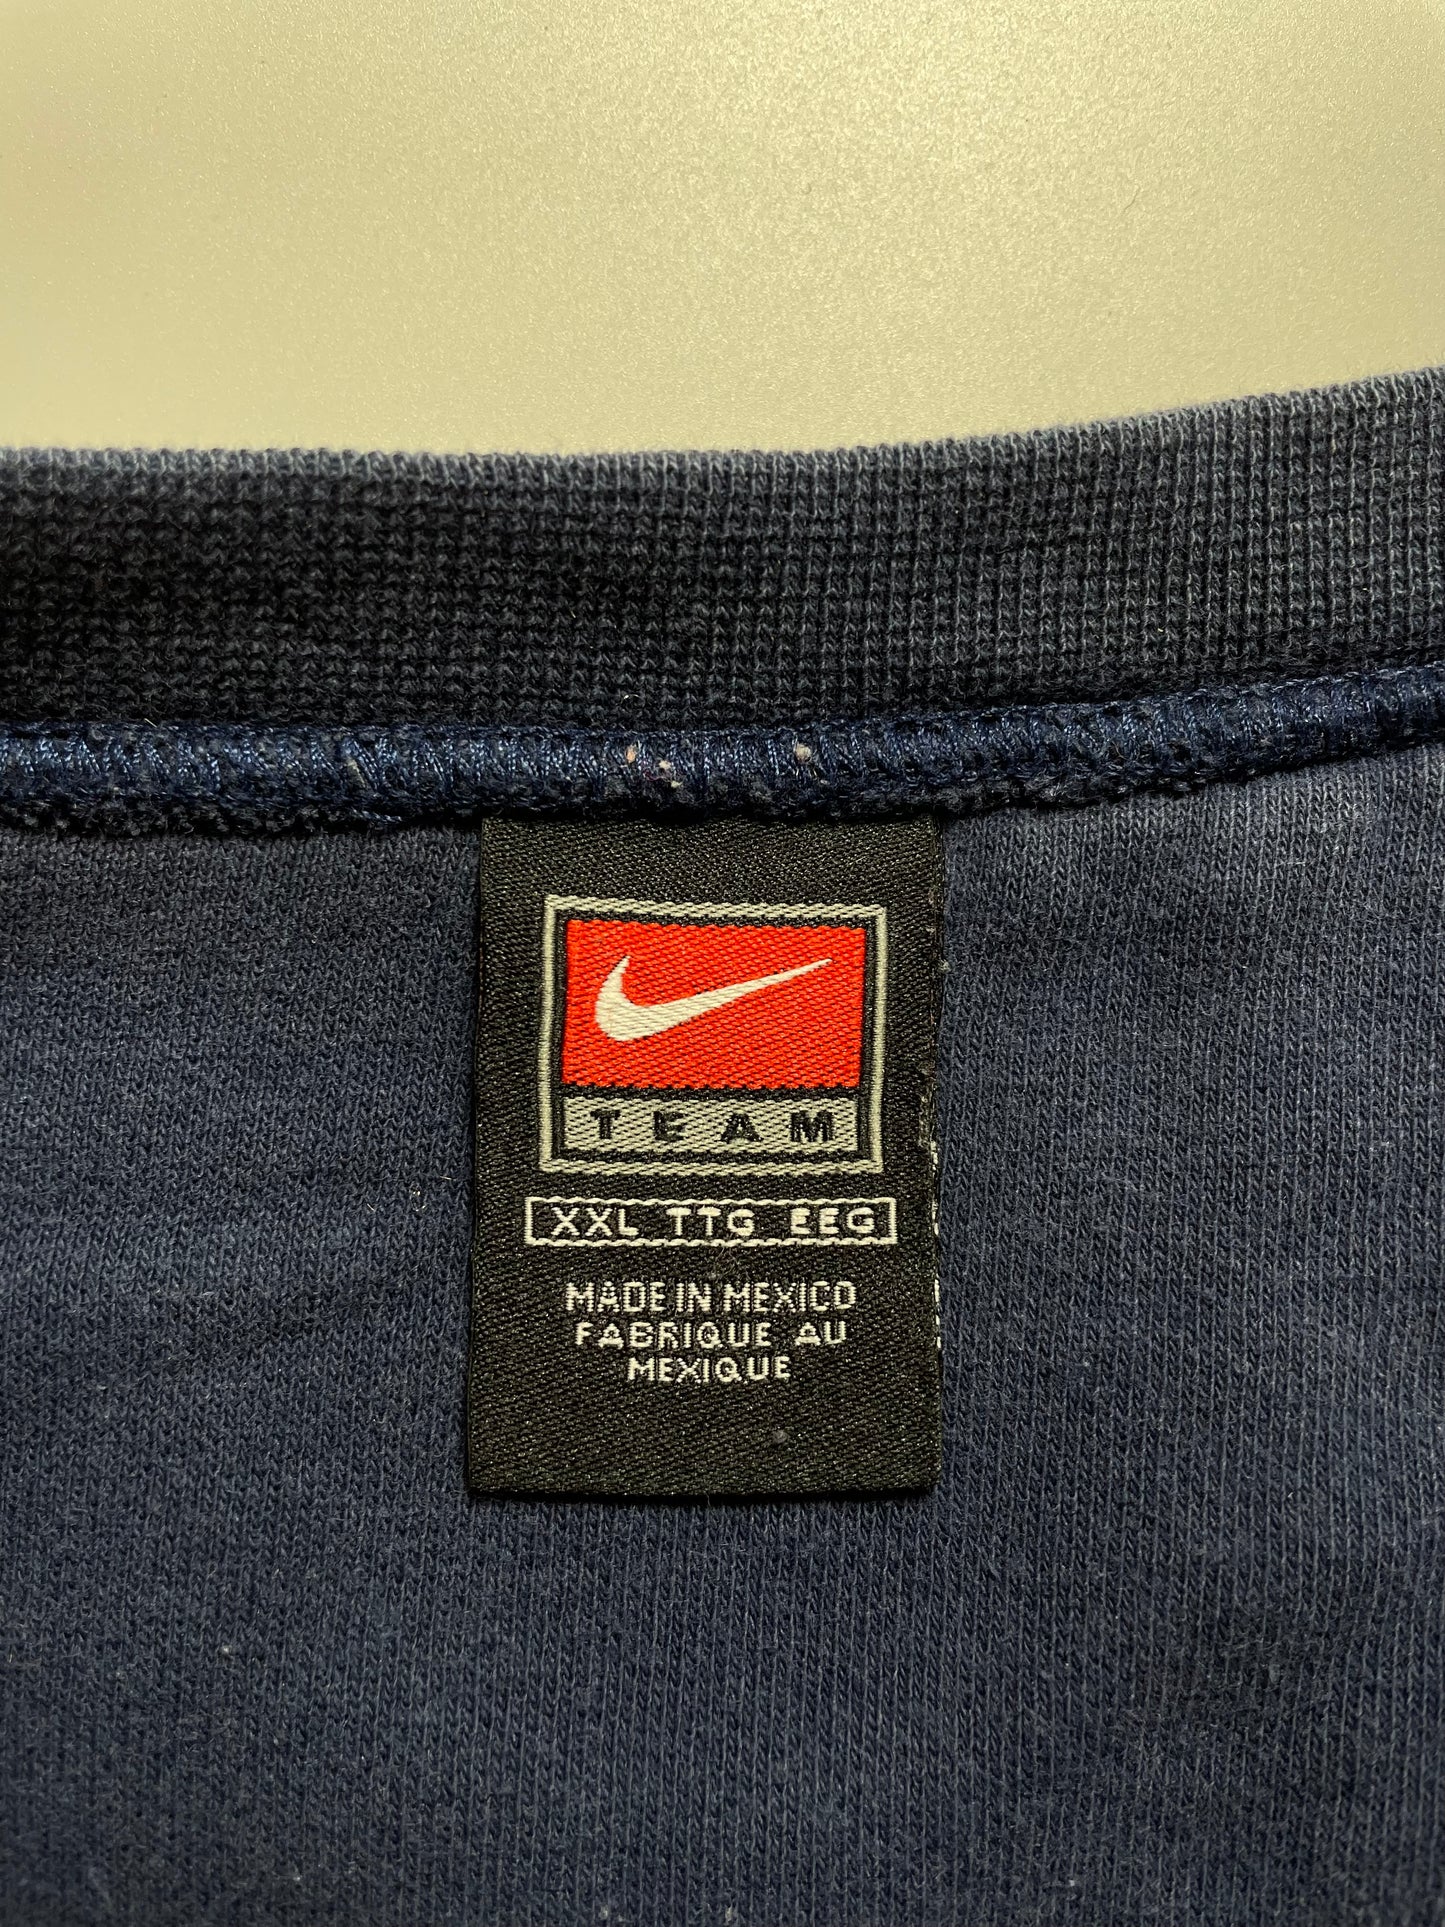 TEAM
XXL TTG EEG
MADE IN MEXICO
FABRIQUE AU
MEXIQUE